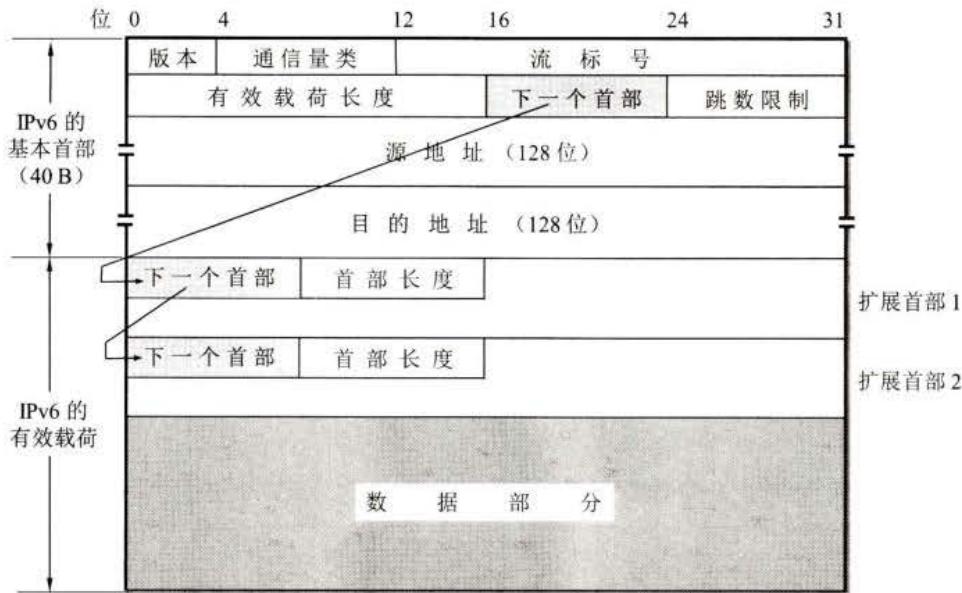 位 0 4 12 16 24 31
版本 通信量类 流标号
有效载荷长度 下一个首部 跳数限制
IPv6 的
基本首部
（40 B）
源地址（128 位）
目的地址（128 位）
下一个首部 首部长度
扩展首部 1
下一个首部 首部长度
扩展首部 2
IPv6 的
有效载荷
数据部分